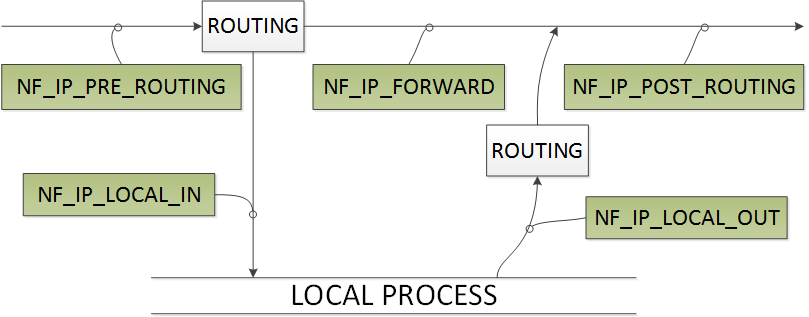 ROUTING
NF_IP_PRE_ROUTING
NF_IP_FORWARD
NF_IP_POST_ROUTING
ROUTING
NF_IP_LOCAL_IN
NF_IP_LOCAL_OUT
LOCAL PROCESS